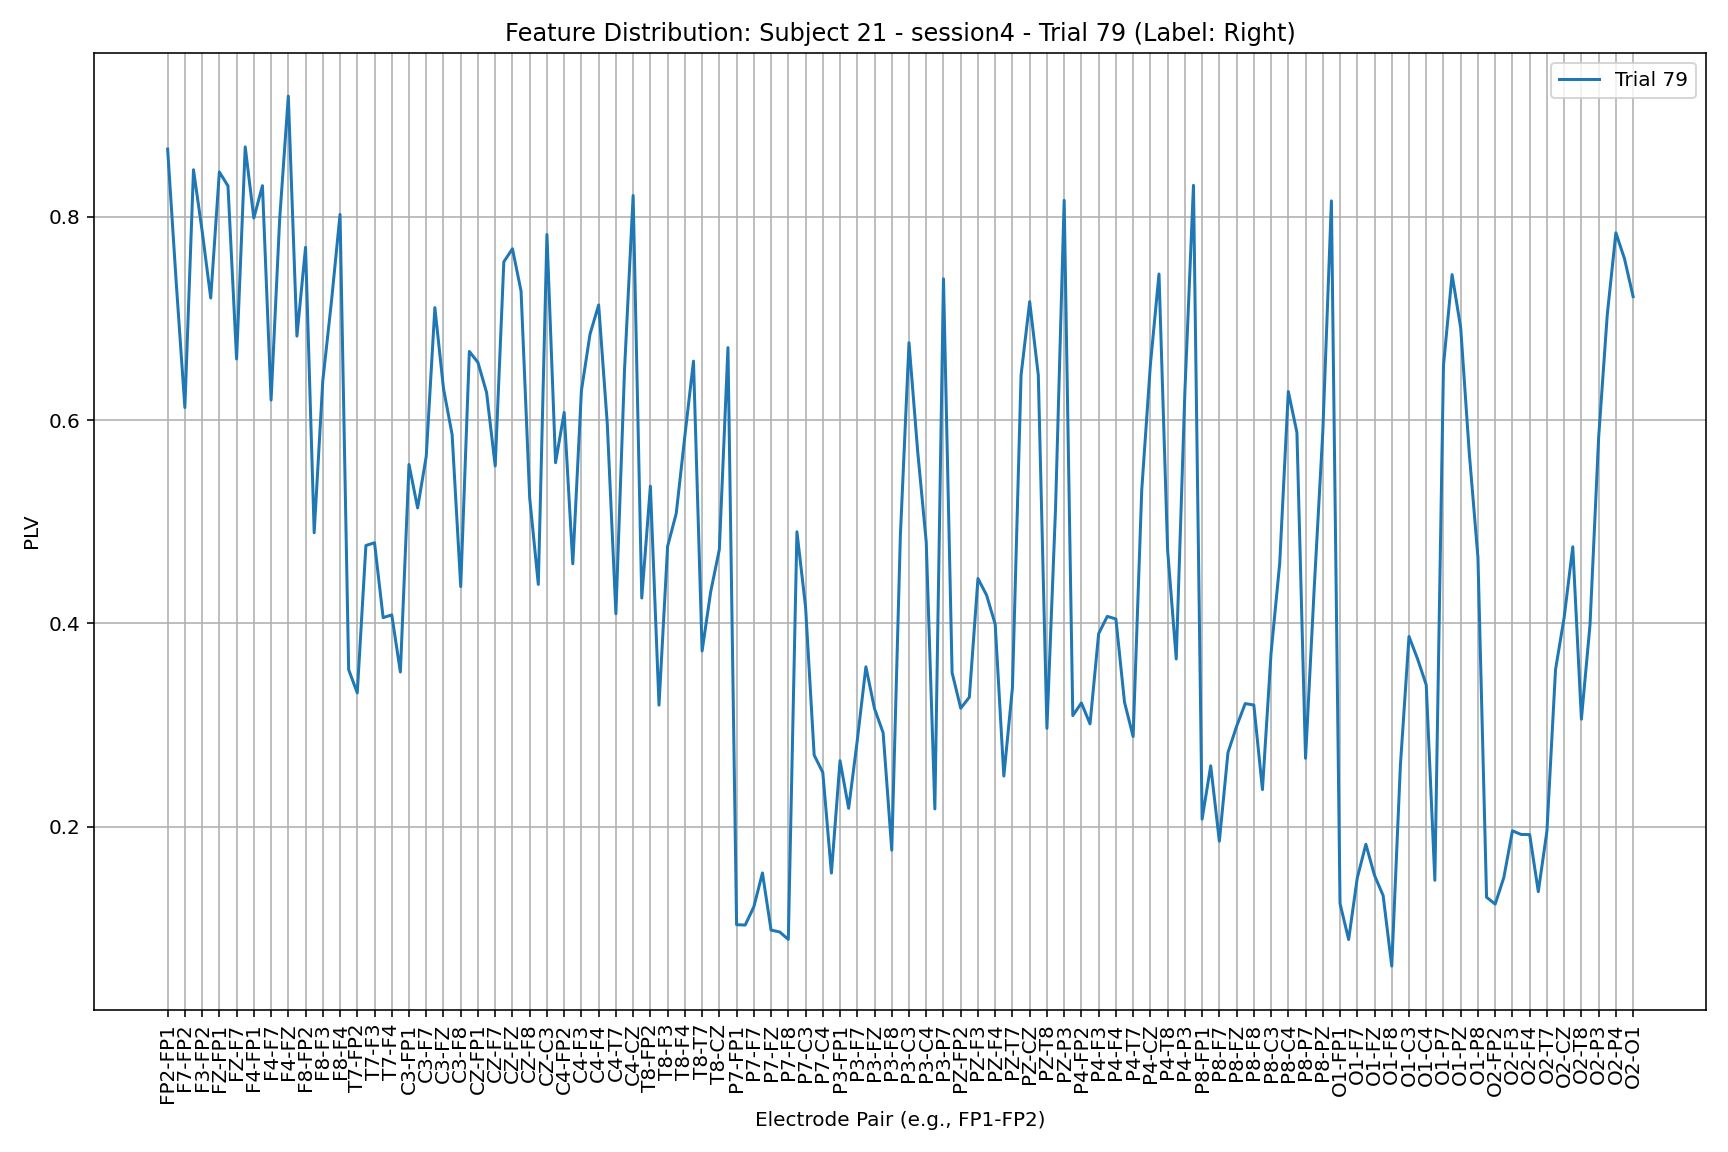 Feature Distribution: Subject 21 - session4 - Trial 79 (Label: Right)
Trial 79
PLV
0.8
0.6
0.4
0.2
FP2-FP1
F7-FP2
F3-FP2
FZ-FP1
FZ-F7
F4-FP1
F4-F7
F4-FZ
F8-FP2
F8-F3
F8-F4
T7-FP2
T7-F3
T7-F4
C3-FP1
C3-F7
C3-FZ
C3-F8
CZ-FP1
CZ-F7
CZ-FZ
CZ-F8
CZ-C3
C4-FP2
C4-F3
C4-F4
C4-T7
C4-CZ
T8-FP2
T8-F3
T8-F4
T8-T7
T8-CZ
P7-FP1
P7-F7
P7-FZ
P7-F8
P7-C3
P7-C4
P3-FP1
P3-F7
P3-FZ
P3-F8
P3-C3
P3-C4
P3-P7
PZ-FP2
PZ-F3
PZ-F4
PZ-T7
PZ-CZ
PZ-T8
PZ-P3
P4-FP2
P4-F3
P4-F4
P4-T7
P4-CZ
P4-T8
P4-P3
P8-FP1
P8-F7
P8-FZ
P8-F8
P8-C3
P8-C4
P8-P7
P8-PZ
O1-FP1
O1-F7
O1-FZ
O1-F8
O1-C3
O1-C4
O1-P7
O1-PZ
O1-P8
O2-FP2
O2-F3
O2-F4
O2-T7
O2-CZ
O2-T8
O2-P3
O2-P4
O2-O1
Electrode Pair (e.g., FP1-FP2)